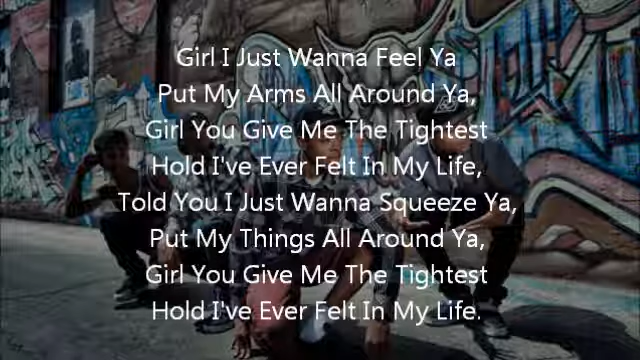 Girl I Just Wanna Feel Ya
Put My Arms All Around Ya,
Girl You Give Me The Tightest
Hold I've Ever Felt In My Life,
Told You I Just Wanna Squeeze Ya,
Put My Things All Around Ya,
Girl You Give Me The Tightest
Hold I've Ever Felt In My Life.